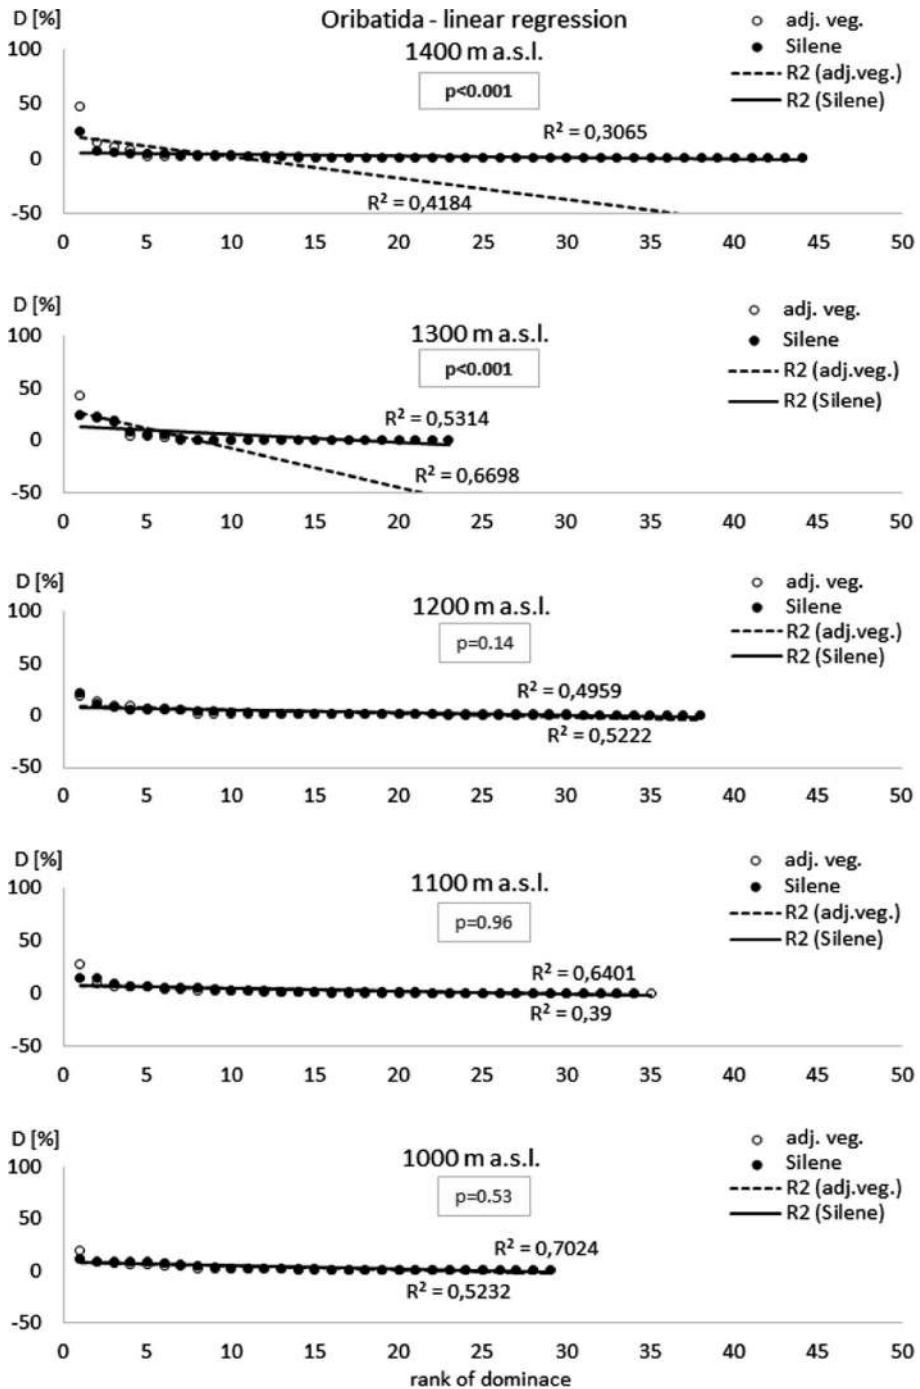 D [%]
Oribatida - linear regression
1400 m a.s.l.
p<0.001
adj. veg.
Silene
R2 (adj.veg.)
R2 (Silene)
100
50
0
-50
R² = 0,3065
R² = 0,4184
0 5 10 15 20 25 30 35 40 45 50
D [%]
1300 m a.s.l.
p<0.001
adj. veg.
Silene
R2 (adj.veg.)
R2 (Silene)
100
50
0
-50
R² = 0,5314
R² = 0,6698
0 5 10 15 20 25 30 35 40 45 50
D [%]
1200 m a.s.l.
p=0.14
adj. veg.
Silene
R2 (adj.veg.)
R2 (Silene)
100
50
0
-50
R² = 0,4959
R² = 0,5222
0 5 10 15 20 25 30 35 40 45 50
D [%]
1100 m a.s.l.
p=0.96
adj. veg.
Silene
R2 (adj.veg.)
R2 (Silene)
100
50
0
-50
R² = 0,6401
R² = 0,39
0 5 10 15 20 25 30 35 40 45 50
D [%]
1000 m a.s.l.
p=0.53
adj. veg.
Silene
R2 (adj.veg.)
R2 (Silene)
100
50
0
-50
R² = 0,7024
R² = 0,5232
0 5 10 15 20 25 30 35 40 45 50
rank of dominace